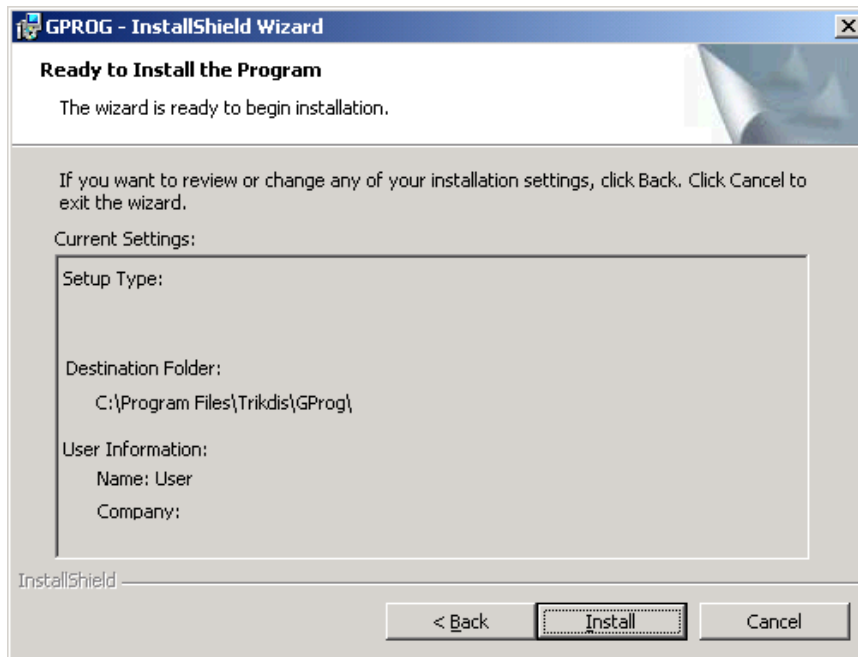 GPROG - InstallShield Wizard
Ready to Install the Program
The wizard is ready to begin installation.
If you want to review or change any of your installation settings, click Back. Click Cancel to
exit the wizard.
Current Settings:
Setup Type:
Destination Folder:
C:\Program Files\Trikdis\GProg\
User Information:
Name: User
Company:
InstallShield
< Back
Install
Cancel